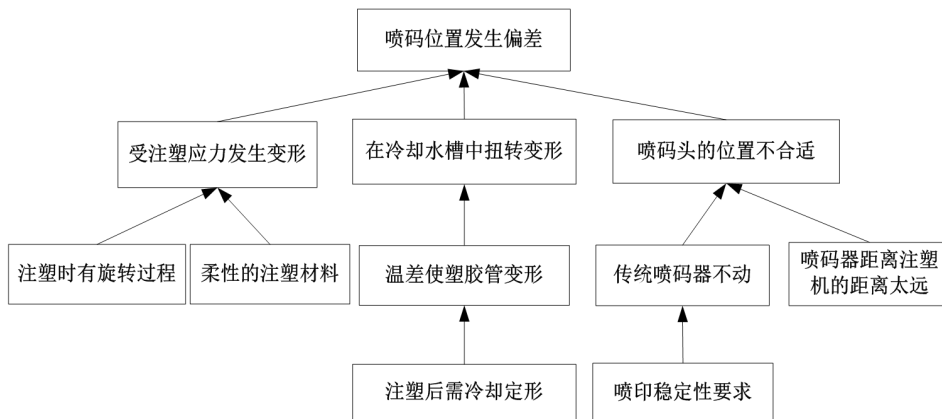 喷码位置发生偏差
受注塑应力发生变形
在冷却水槽中扭转变形
喷码头的位置不合适
注塑时有旋转过程
柔性的注塑材料
温差使塑胶管变形
传统喷码器不动
喷码器距离注塑
机的距离太远
注塑后需冷却定形
喷印稳定性要求